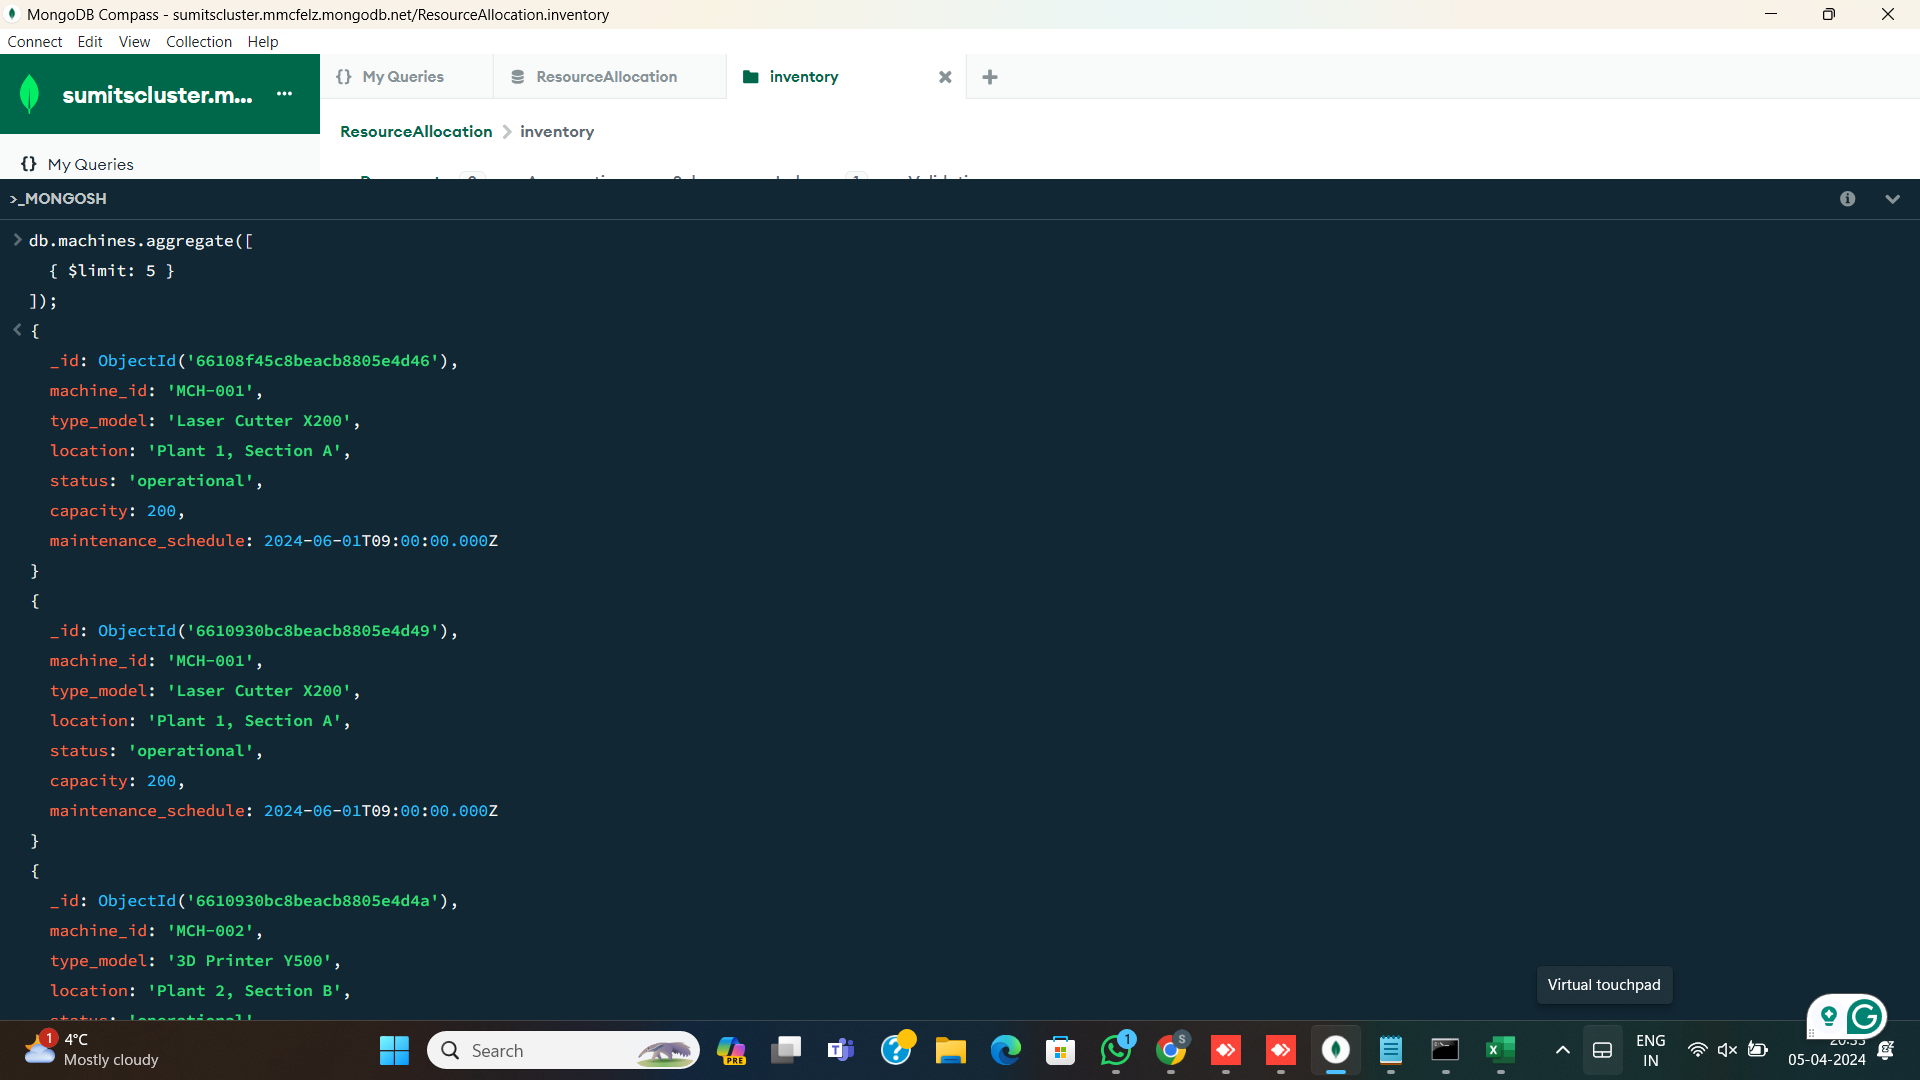 MongoDB Compass - sumitscluster.mmcfelz.mongodb.net/ResourceAllocation.inventory
Connect Edit View Collection Help
sumitscluster.m... ...
{} My Queries
ResourceAllocation
inventory
ResourceAllocation > inventory
{} My Queries
>_MONGOSH
> db.machines.aggregate([
{ $limit: 5 }
]);
< {
_id: ObjectId('66108f45c8beacb8805e4d46'),
machine_id: 'MCH-001',
type_model: 'Laser Cutter X200',
location: 'Plant 1, Section A',
status: 'operational',
capacity: 200,
maintenance_schedule: 2024-06-01T09:00:00.000Z
}
{
_id: ObjectId('6610930bc8beacb8805e4d49'),
machine_id: 'MCH-001',
type_model: 'Laser Cutter X200',
location: 'Plant 1, Section A',
status: 'operational',
capacity: 200,
maintenance_schedule: 2024-06-01T09:00:00.000Z
}
{
_id: ObjectId('6610930bc8beacb8805e4d4a'),
machine_id: 'MCH-002',
type_model: '3D Printer Y500',
location: 'Plant 2, Section B',
Virtual touchpad
1
4°C
Mostly cloudy
Search
PRE
1
S
ENG
IN
05-04-2024